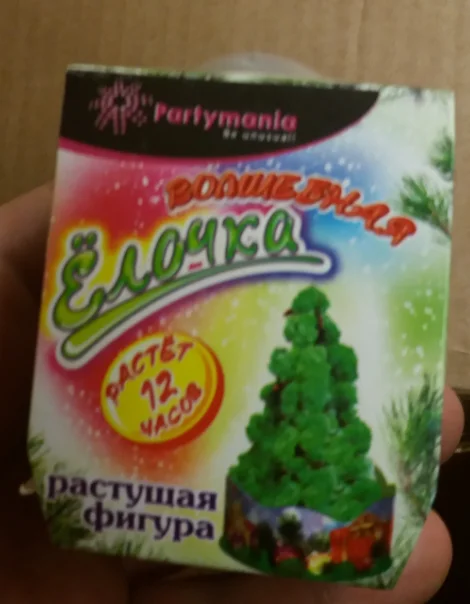 Partymania
Be unusual!
ВОЛШЕБНАЯ
Ёлочка
РАСТЁТ
12
ЧАСОВ
растущая
фигура